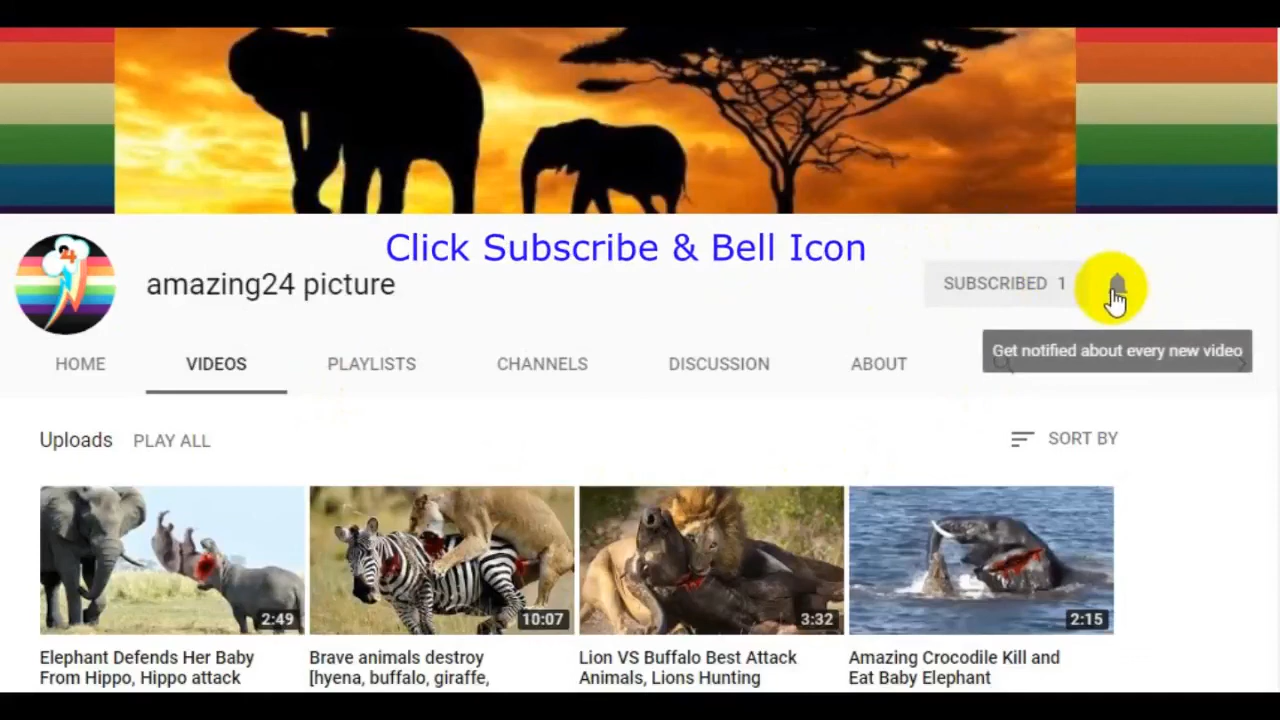 Click Subscribe & Bell Icon
amazing24 picture
SUBSCRIBED 1
Get notified about every new video
HOME VIDEOS PLAYLISTS CHANNELS DISCUSSION ABOUT
Uploads PLAY ALL
SORT BY
2:49
10:07
3:32
2:15
Elephant Defends Her Baby
From Hippo, Hippo attack
Brave animals destroy
[hyena, buffalo, giraffe,
Lion VS Buffalo Best Attack
Animals, Lions Hunting
Amazing Crocodile Kill and
Eat Baby Elephant